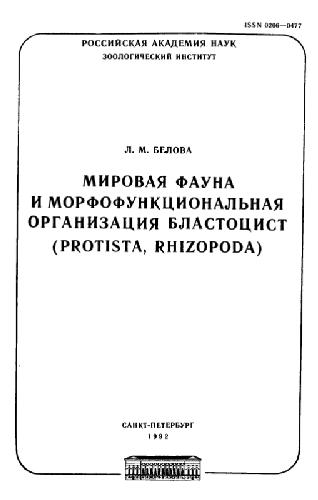 ISSN 0206—0477
РОССИЙСКАЯ АКАДЕМИЯ НАУК
ЗООЛОГИЧЕСКИЙ ИНСТИТУТ
Л. М. БЕЛОВА
МИРОВАЯ ФАУНА
И МОРФОФУНКЦИОНАЛЬНАЯ
ОРГАНИЗАЦИЯ БЛАСТОЦИСТ
(PROTISTA, RHIZOPODA)
САНКТ-ПЕТЕРБУРГ
1992